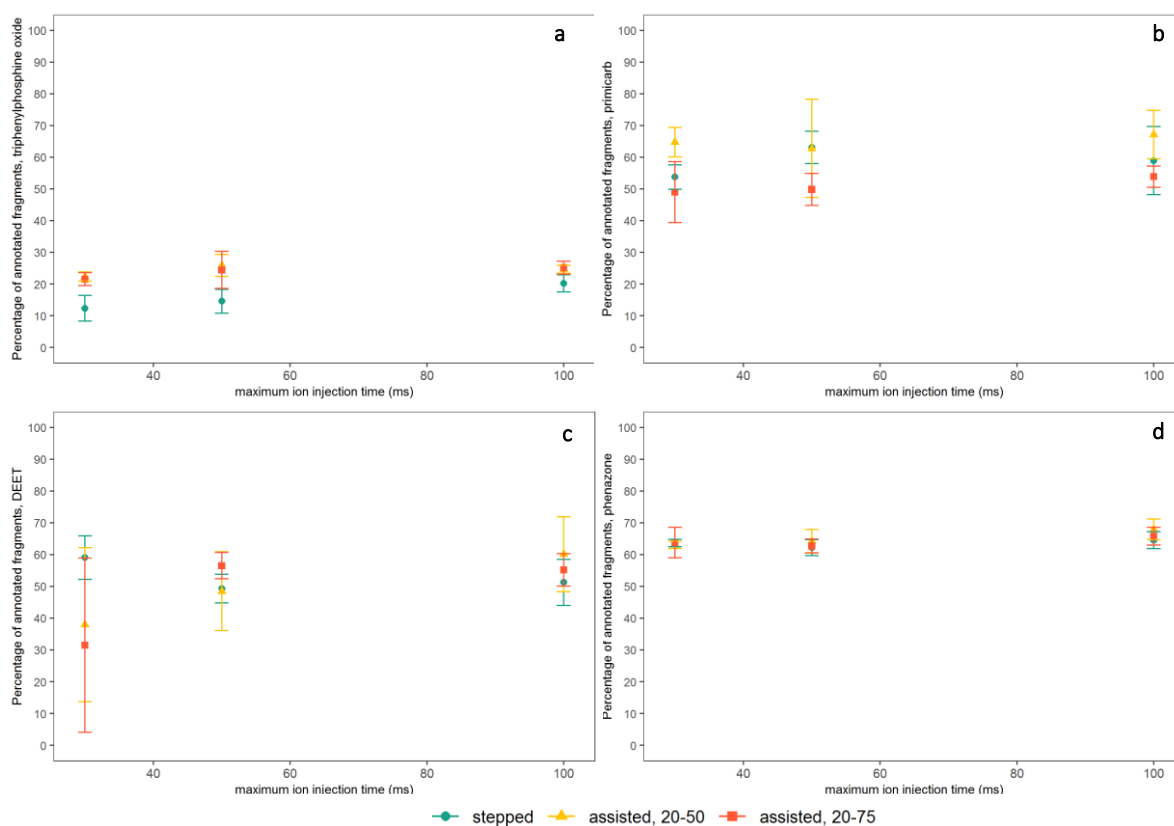 a
Percentage of annotated fragments, triphenylphosphine oxide
100
90
80
70
60
50
40
30
20
10
0
40 60 80 100
maximum ion injection time (ms)
b
Percentage of annotated fragments, primicarb
100
90
80
70
60
50
40
30
20
10
0
40 60 80 100
maximum ion injection time (ms)
c
Percentage of annotated fragments, DEET
100
90
80
70
60
50
40
30
20
10
0
40 60 80 100
maximum ion injection time (ms)
d
Percentage of annotated fragments, phenazone
100
90
80
70
60
50
40
30
20
10
0
40 60 80 100
maximum ion injection time (ms)
stepped assisted, 20-50 assisted, 20-75